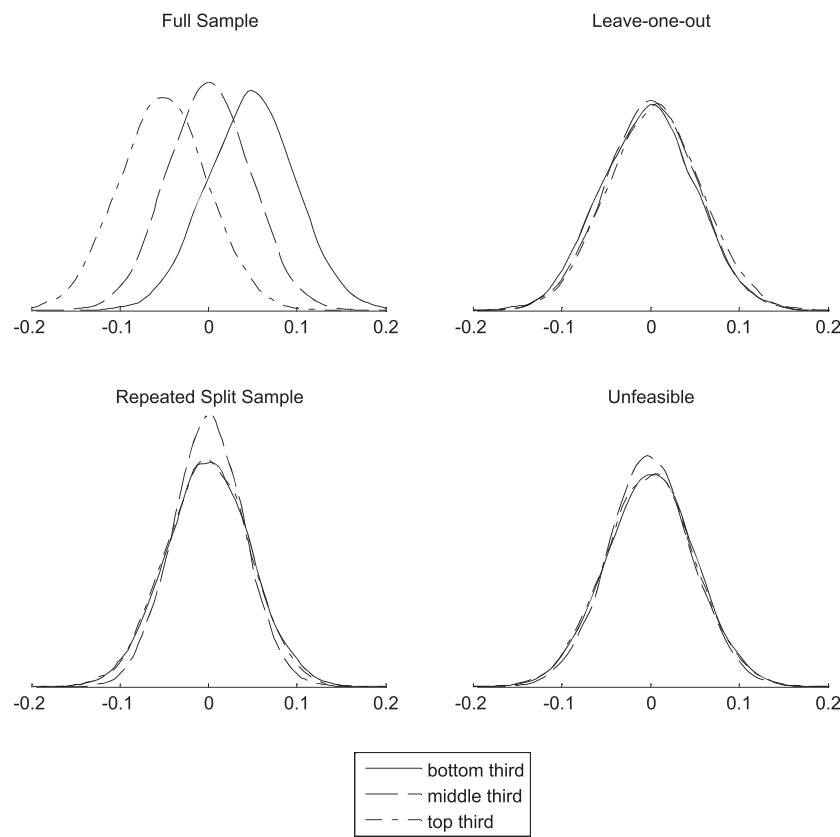 Full Sample
Leave-one-out
-0.2 -0.1 0 0.1 0.2
-0.2 -0.1 0 0.1 0.2
Repeated Split Sample
Unfeasible
-0.2 -0.1 0 0.1 0.2
-0.2 -0.1 0 0.1 0.2
bottom third
middle third
top third